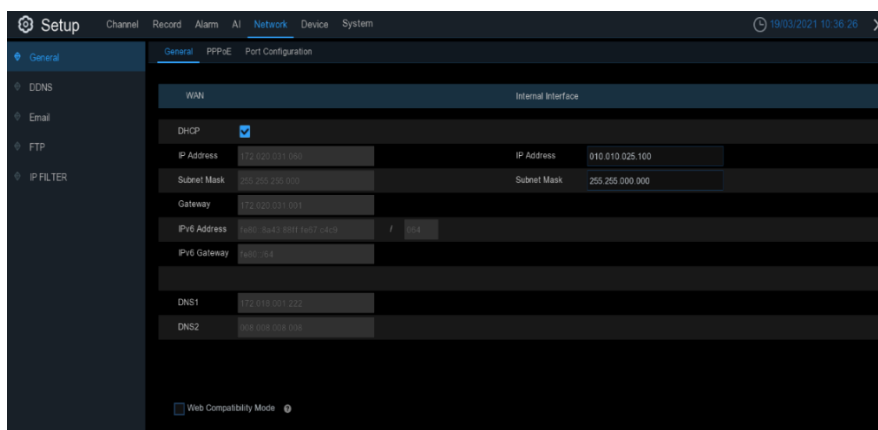 Setup Channel Record Alarm AI Network Device System 19/03/2021 10:36:26
General PPPoE Port Configuration
General
DDNS
Email
FTP
IP FILTER
WAN Internal Interface
DHCP
IP Address 172.020.031.060 IP Address 010.010.025.100
Subnet Mask 255.255.255.000 Subnet Mask 255.255.000.000
Gateway 172.020.031.001
IPv6 Address / 064
IPv6 Gateway fe80::/64
DNS1 172.018.001.222
DNS2 008.008.008.008
Web Compatibility Mode